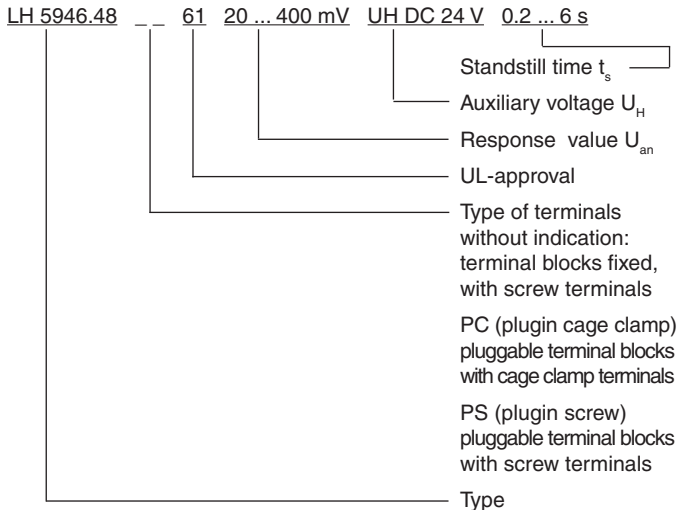 LH 5946.48 _ _ 61 20 ... 400 mV UH DC 24 V 0.2 ... 6 s
Standstill time ts
Auxiliary voltage UH
Response value Uan
UL-approval
Type of terminals
without indication:
terminal blocks fixed,
with screw terminals
PC (plugin cage clamp)
pluggable terminal blocks
with cage clamp terminals
PS (plugin screw)
pluggable terminal blocks
with screw terminals
Type